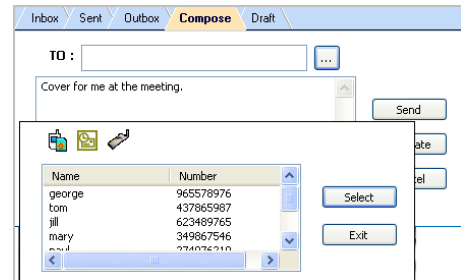 Inbox Sent Outbox Compose Draft
TO : ...
Cover for me at the meeting.
Send
Name Number
george 965578976
tom 437865987
jill 623489765
mary 349867546
Select
Exit